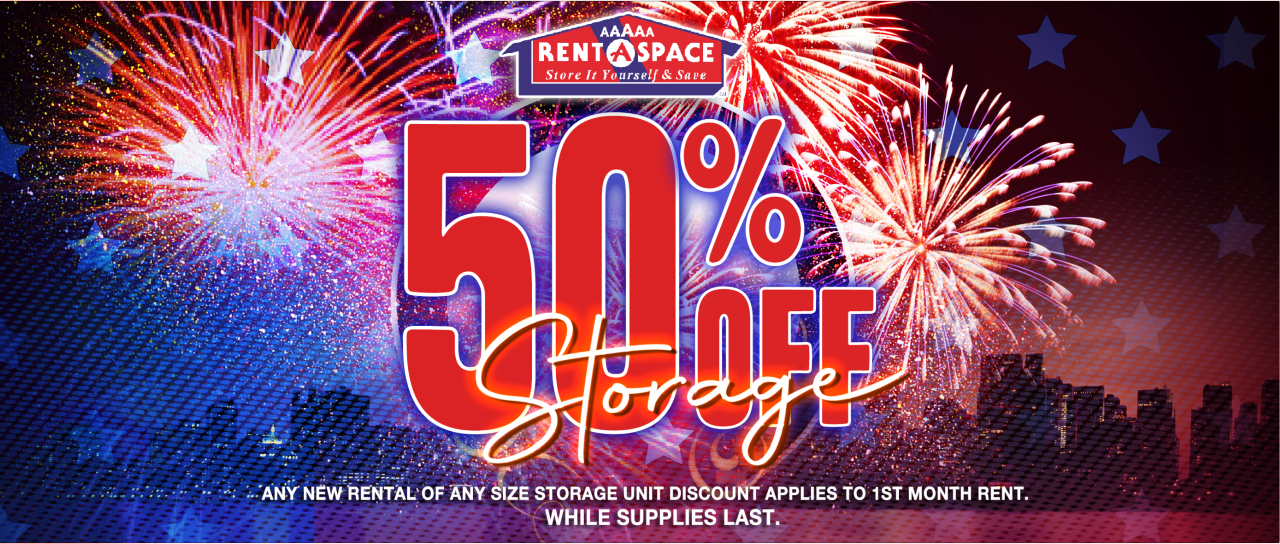 AAAAAA
RENT A SPACE
Store It Yourself & Save
50%
OFF
Storage
ANY NEW RENTAL OF ANY SIZE STORAGE UNIT DISCOUNT APPLIES TO 1ST MONTH RENT.
WHILE SUPPLIES LAST.